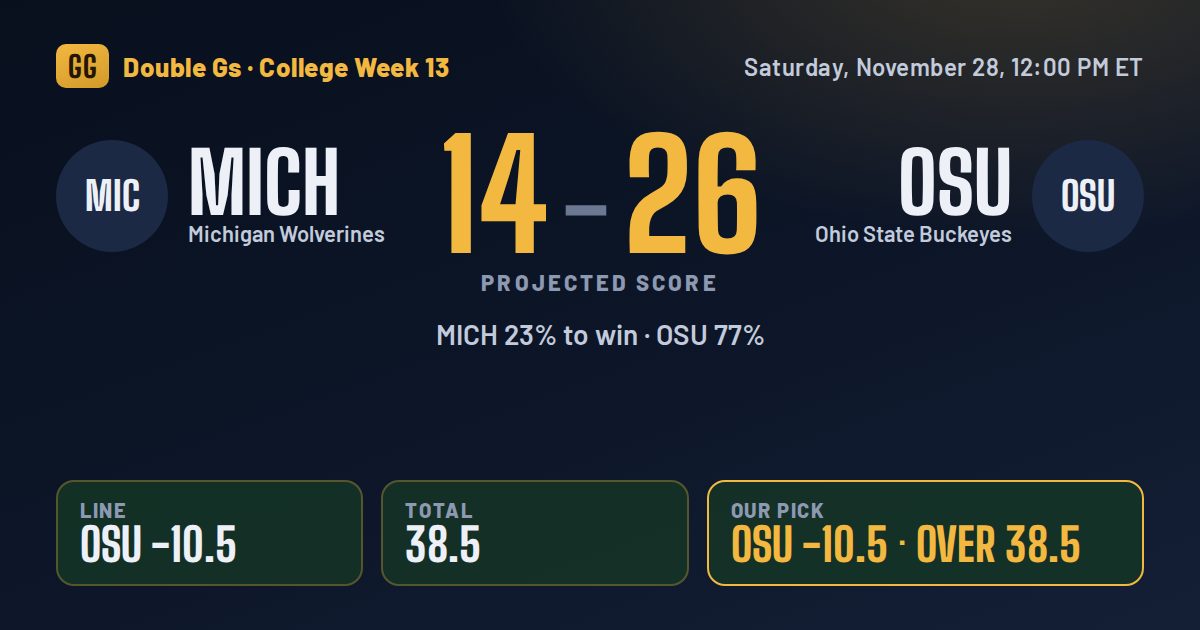 GG Double Gs · College Week 13
Saturday, November 28, 12:00 PM ET
MIC
MICH
Michigan Wolverines
14 – 26
PROJECTED SCORE
MICH 23% to win · OSU 77%
OSU
Ohio State Buckeyes
OSU
LINE
OSU −10.5
TOTAL
38.5
OUR PICK
OSU −10.5 · OVER 38.5